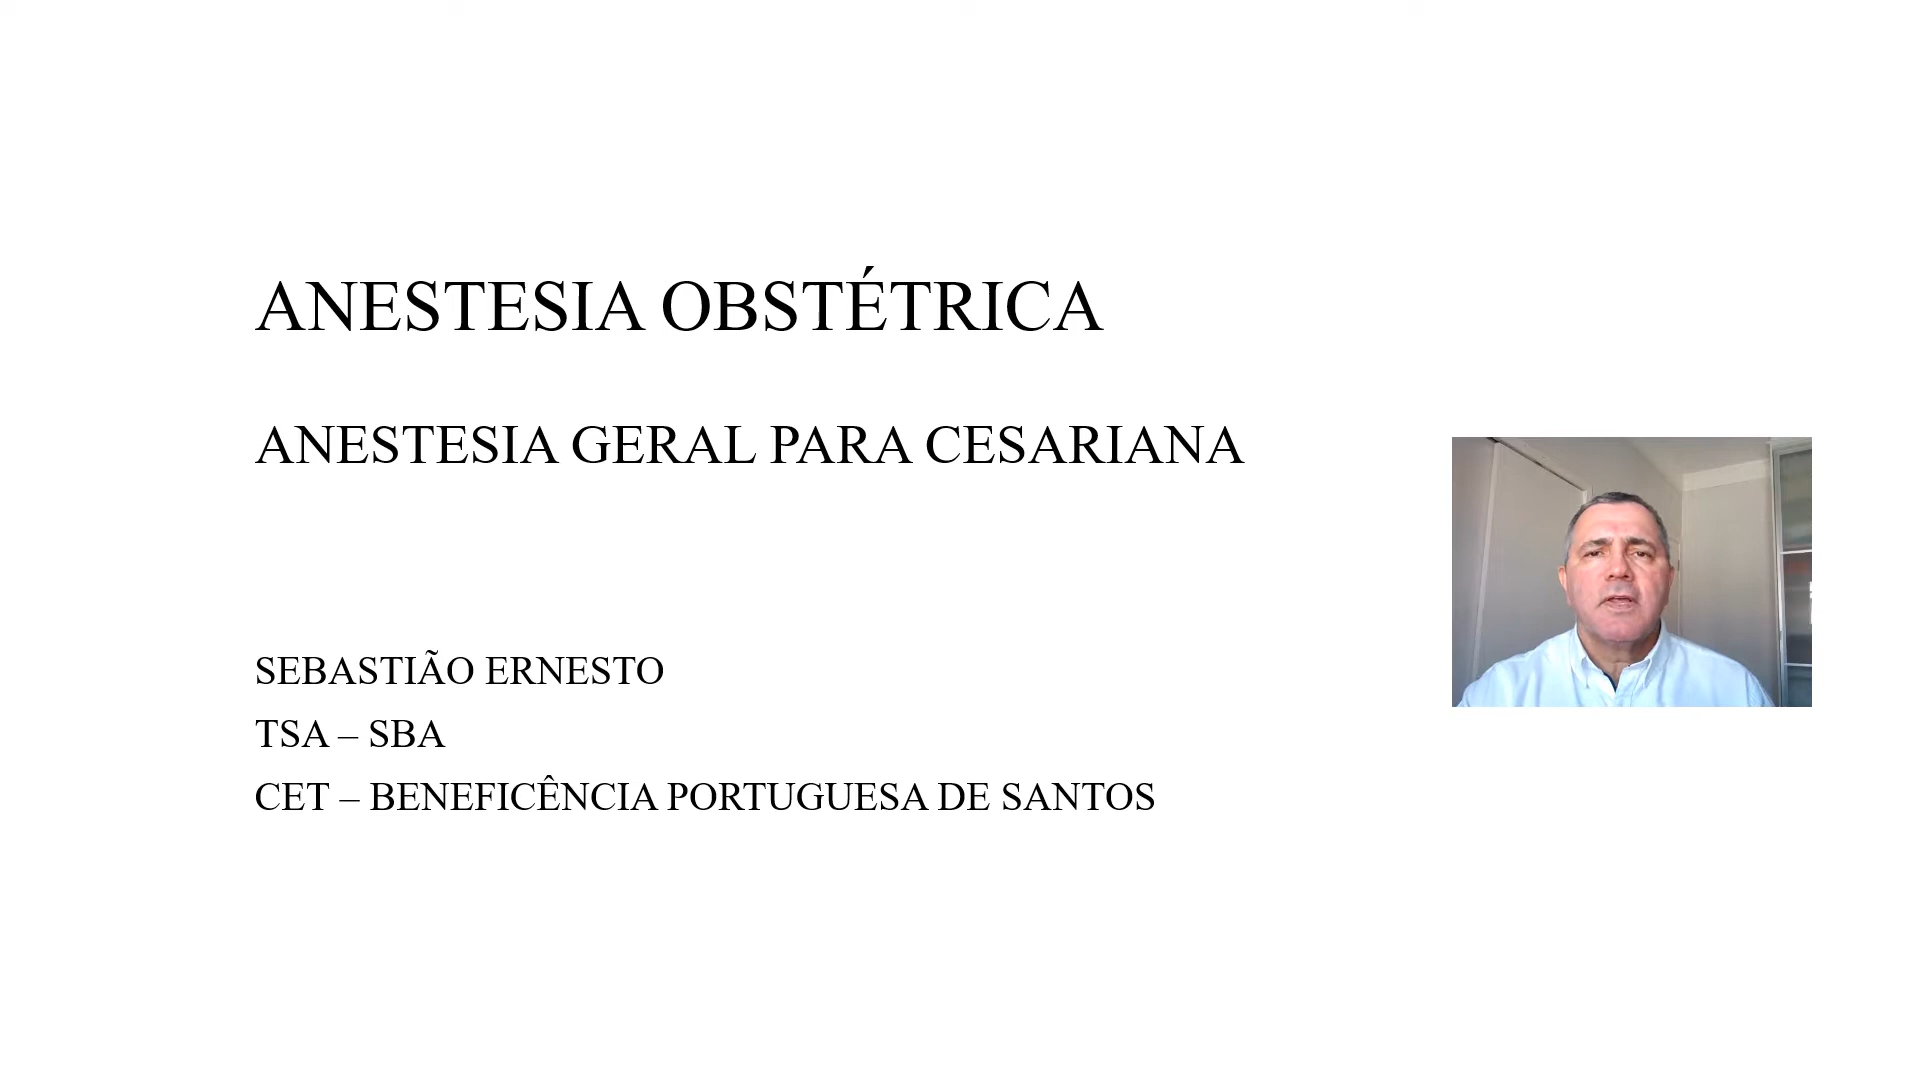 ANESTESIA OBSTÉTRICA
ANESTESIA GERAL PARA CESARIANA
SEBASTIÃO ERNESTO
TSA – SBA
CET – BENEFICÊNCIA PORTUGUESA DE SANTOS